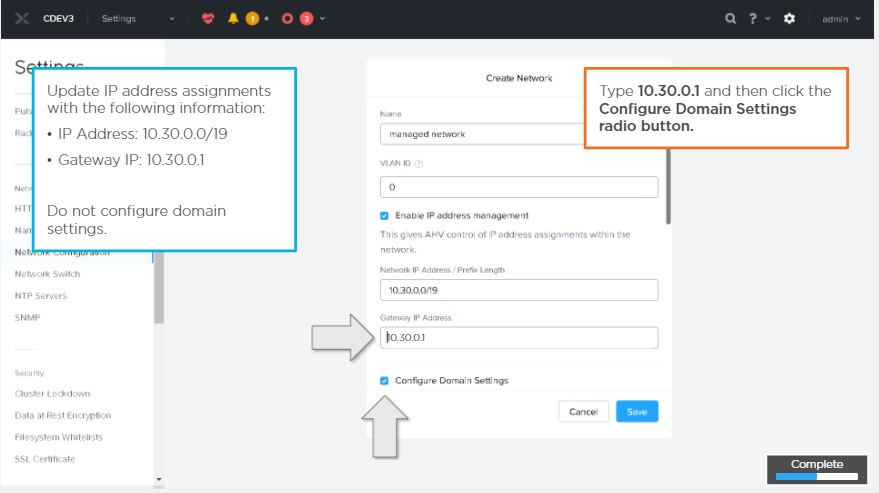 CDEV3 Settings 1 3 ? admin
Settings
Update IP address assignments
with the following information:
• IP Address: 10.30.0.0/19
• Gateway IP: 10.30.0.1
Do not configure domain
settings.
Puls
Netw
HTT
Nan
Network Configuration
Network Switch
NTP Servers
SNMP
Security
Cluster Lockdown
Data at Rest Encryption
Filesystem Whitelists
SSL Certificate
Create Network
Name
managed network
VLAN ID ?
0
Enable IP address management
This gives AHV control of IP address assignments within the
network.
Network IP Address / Prefix Length
10.30.0.0/19
Gateway IP Address
10.30.0.1
Configure Domain Settings
Cancel Save
Type 10.30.0.1 and then click the
Configure Domain Settings
radio button.
Complete